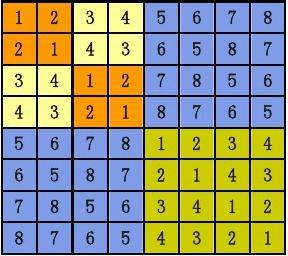 1 2 3 4 5 6 7 8
2 1 4 3 6 5 8 7
3 4 1 2 7 8 5 6
4 3 2 1 8 7 6 5
5 6 7 8 1 2 3 4
6 5 8 7 2 1 4 3
7 8 5 6 3 4 1 2
8 7 6 5 4 3 2 1